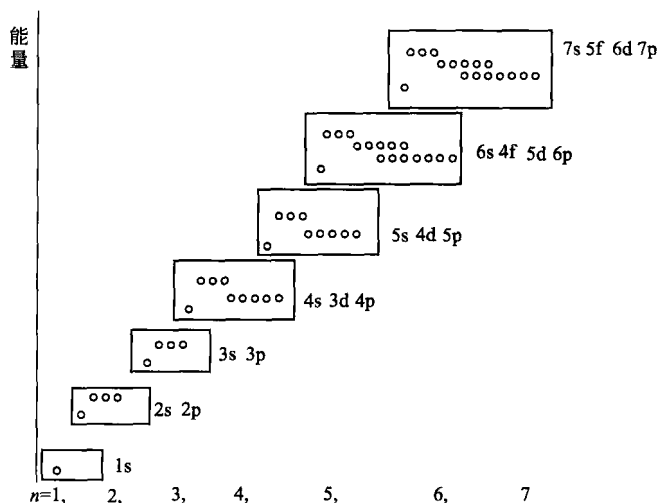 能
量
7s 5f 6d 7p
6s 4f 5d 6p
5s 4d 5p
4s 3d 4p
3s 3p
2s 2p
1s
n=1, 2, 3, 4, 5, 6, 7